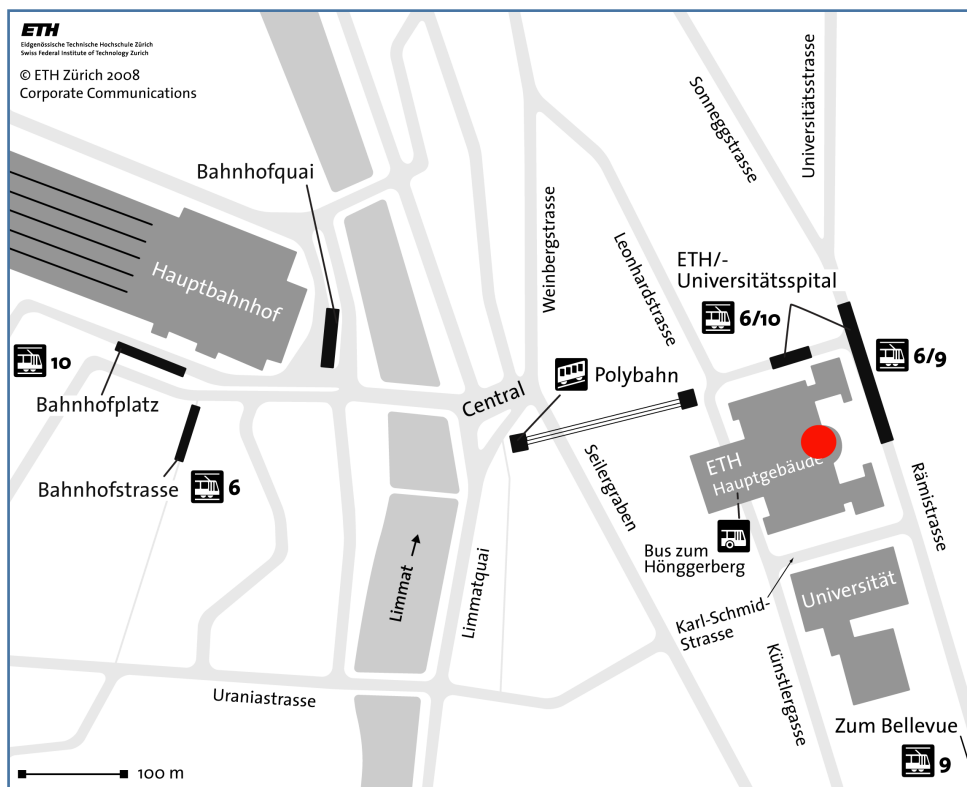 ETH
Eidgenössische Technische Hochschule Zürich
Swiss Federal Institute of Technology Zurich
© ETH Zürich 2008
Corporate Communications
Sonneggstrasse
Universitätsstrasse
Bahnhofquai
Weinbergstrasse
Leonhardstrasse
Hauptbahnhof
ETH/-
Universitätsspital
6/10
6/9
10
Bahnhofplatz
Central
Polybahn
Bahnhofstrasse
6
Seilergraben
ETH
Hauptgebäude
Rämistrasse
Limmat
Limmatquai
Bus zum
Hönggerberg
Universität
Karl-Schmid-
Strasse
Künstlergasse
Uraniastrasse
Zum Bellevue
9
100 m